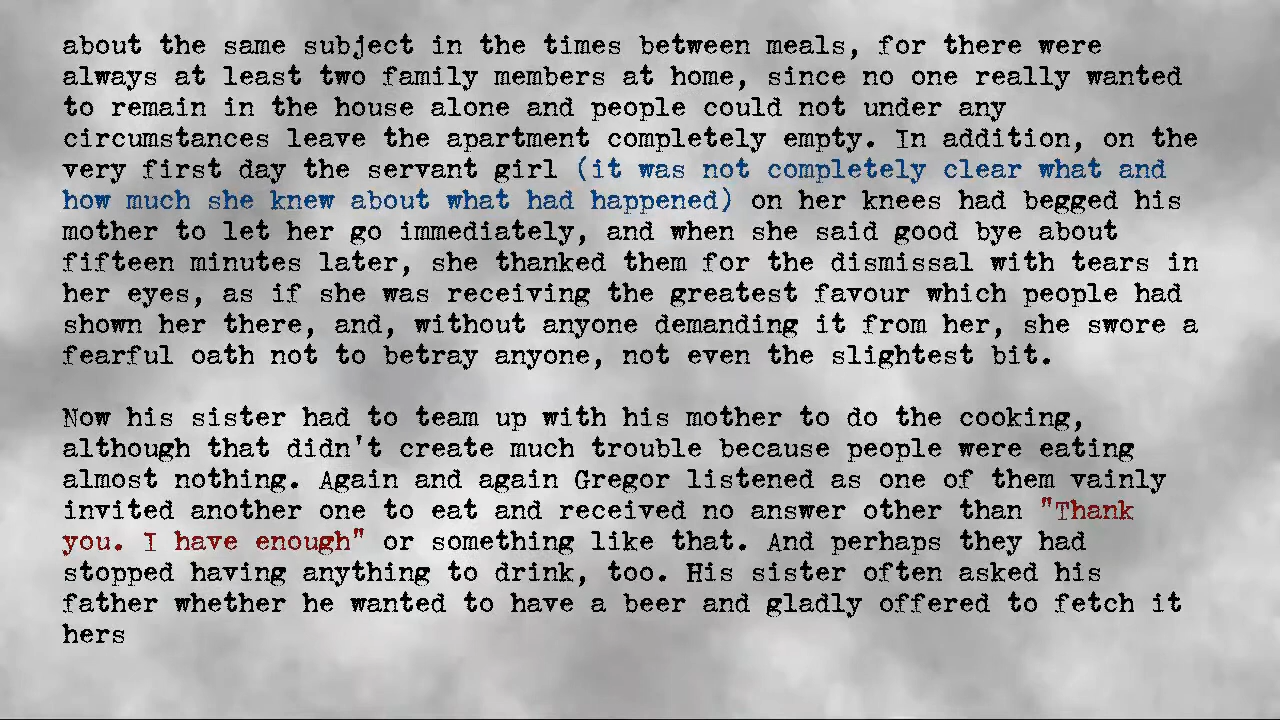 about the same subject in the times between meals, for there were
always at least two family members at home, since no one really wanted
to remain in the house alone and people could not under any
circumstances leave the apartment completely empty. In addition, on the
very first day the servant girl (it was not completely clear what and
how much she knew about what had happened) on her knees had begged his
mother to let her go immediately, and when she said good bye about
fifteen minutes later, she thanked them for the dismissal with tears in
her eyes, as if she was receiving the greatest favour which people had
shown her there, and, without anyone demanding it from her, she swore a
fearful oath not to betray anyone, not even the slightest bit.
Now his sister had to team up with his mother to do the cooking,
although that didn't create much trouble because people were eating
almost nothing. Again and again Gregor listened as one of them vainly
invited another one to eat and received no answer other than "Thank
you. I have enough" or something like that. And perhaps they had
stopped having anything to drink, too. His sister often asked his
father whether he wanted to have a beer and gladly offered to fetch it
hers